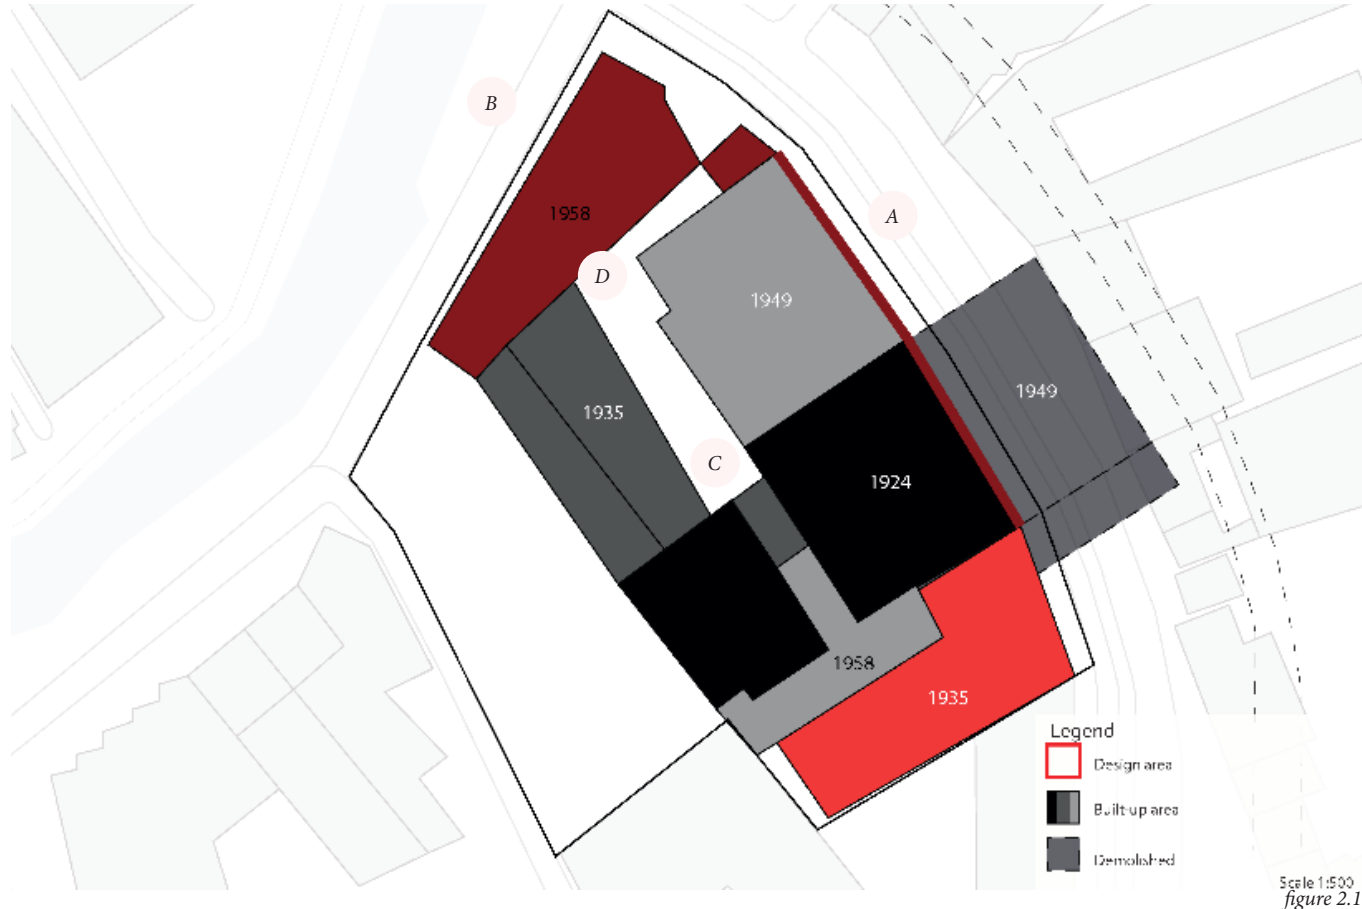 B
A
1958
D
1949
1949
1935
C
1924
1958
1935
Legend
Design area
Built-up area
Demolished
Scale 1:500
figure 2.1